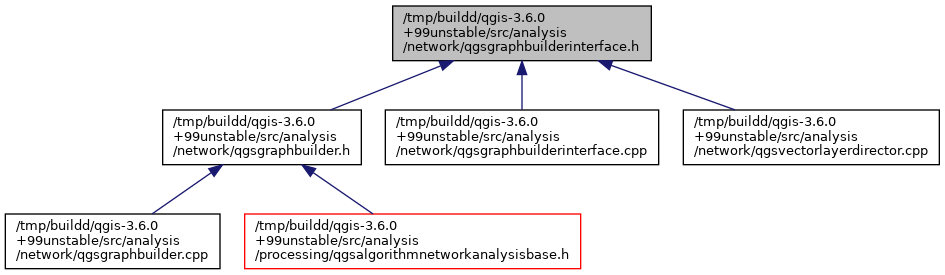 /tmp/buildd/qgis-3.6.0
+99unstable/src/analysis
/network/qgsgraphbuilderinterface.h
/tmp/buildd/qgis-3.6.0
+99unstable/src/analysis
/network/qgsgraphbuilder.h
/tmp/buildd/qgis-3.6.0
+99unstable/src/analysis
/network/qgsgraphbuilderinterface.cpp
/tmp/buildd/qgis-3.6.0
+99unstable/src/analysis
/network/qgsvectorlayerdirector.cpp
/tmp/buildd/qgis-3.6.0
+99unstable/src/analysis
/network/qgsgraphbuilder.cpp
/tmp/buildd/qgis-3.6.0
+99unstable/src/analysis
/processing/qgsalgorithmnetworkanalysisbase.h